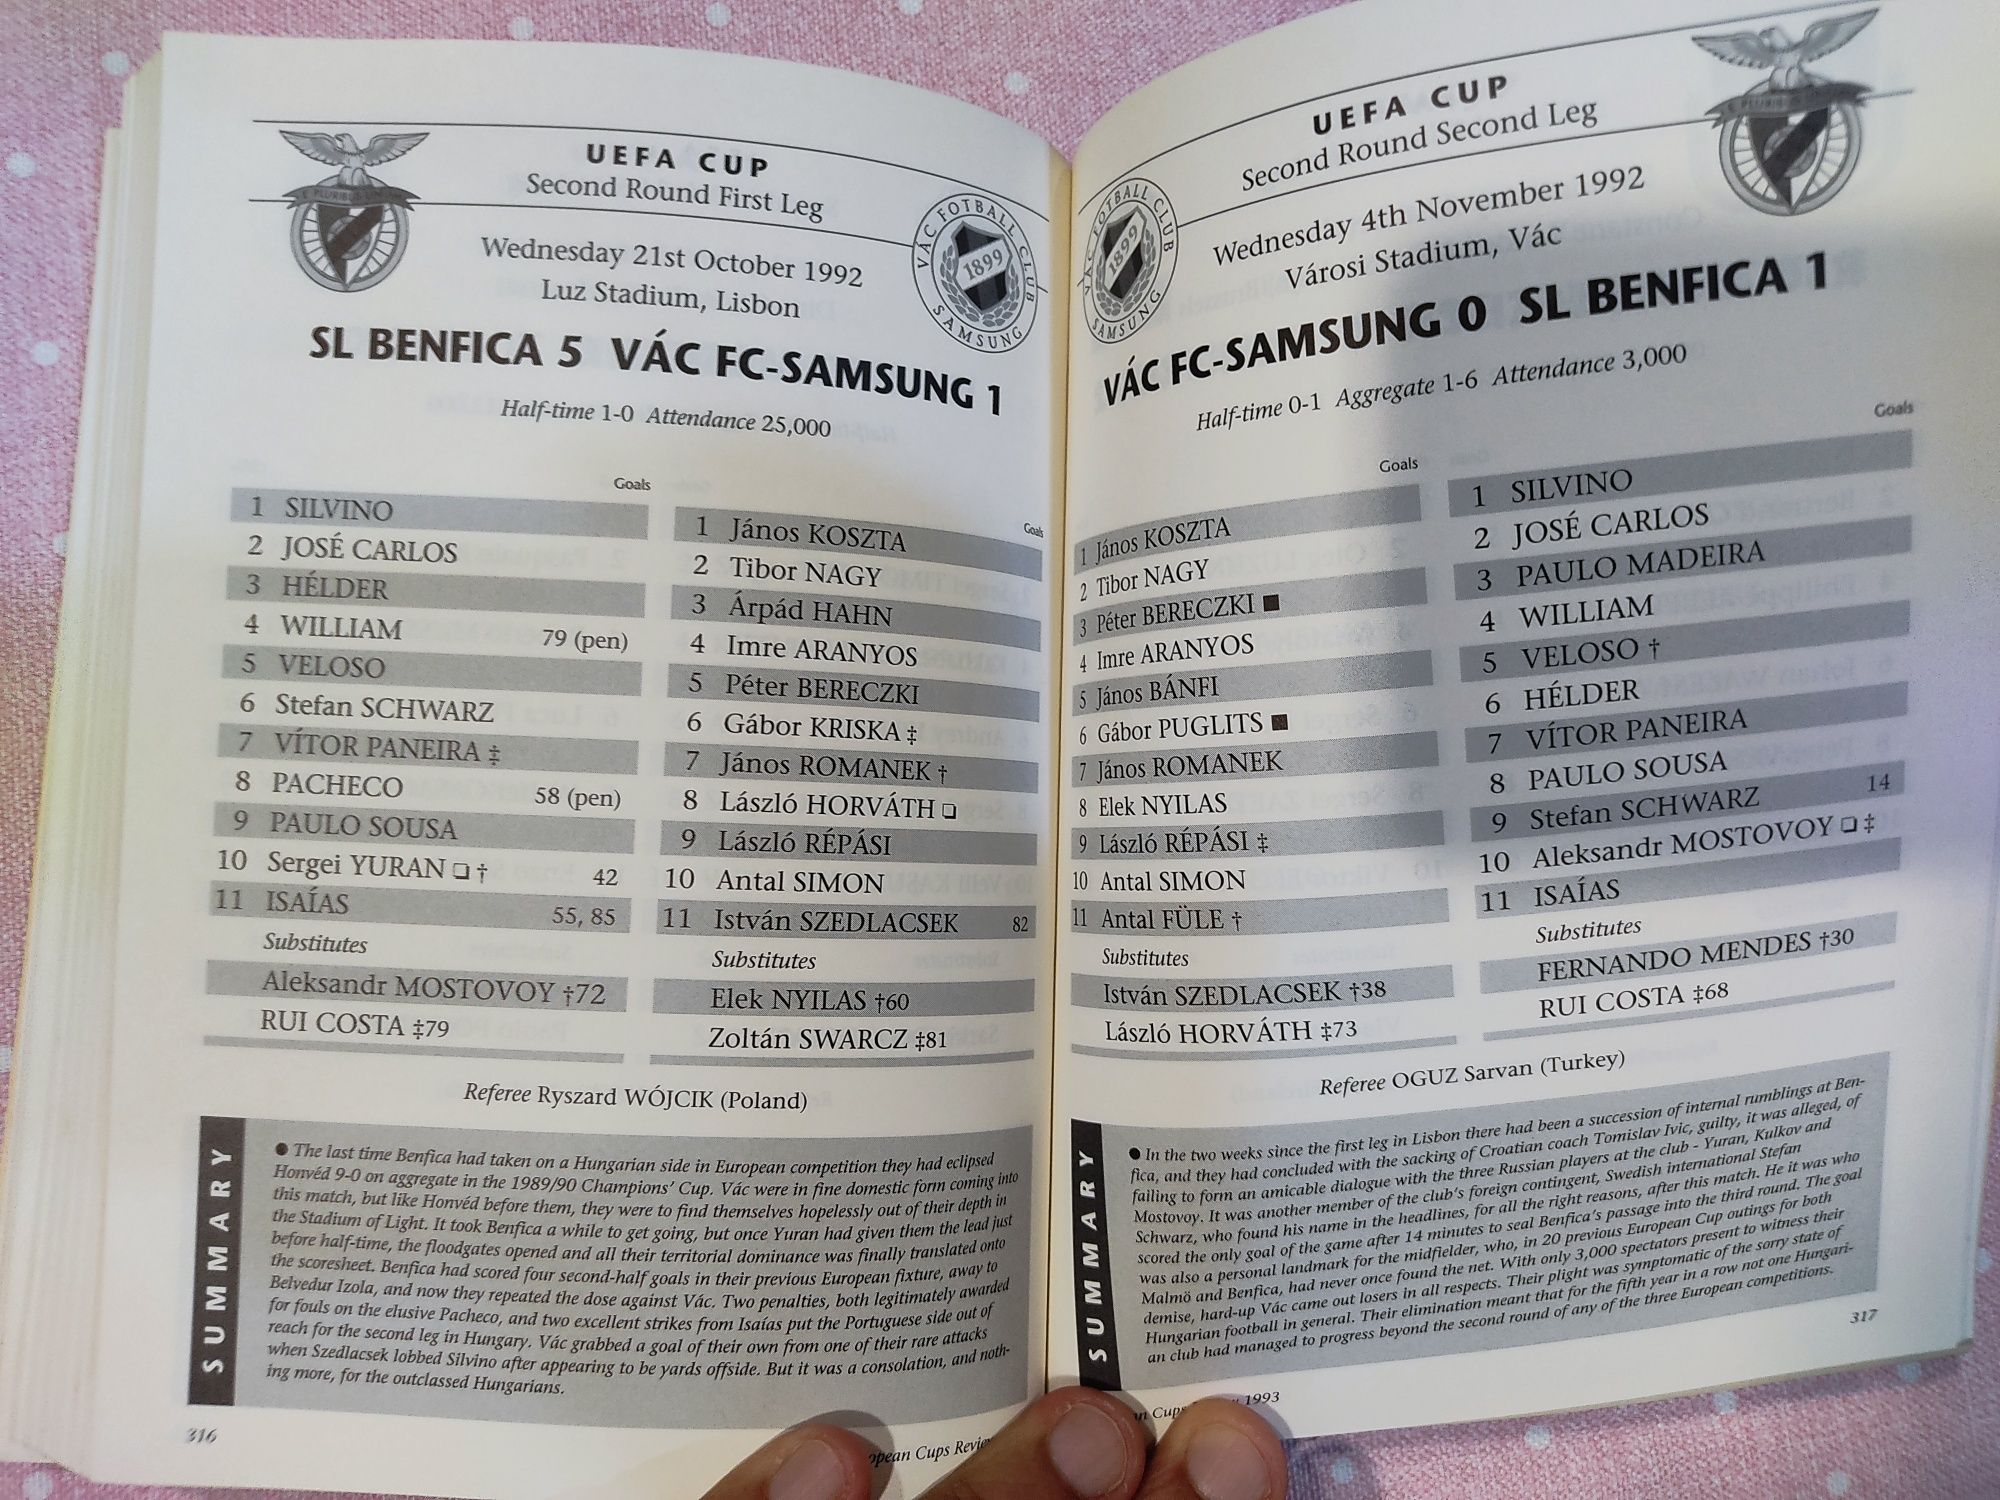 E PLURIBUS UNUM
UEFA CUP
Second Round First Leg
VÁC FOTBALL CLUB
1899
SAMSUNG
Wednesday 21st October 1992
Luz Stadium, Lisbon
SL BENFICA 5 VÁC FC-SAMSUNG 1
Half-time 1-0 Attendance 25,000
Goals
1 SILVINO
2 JOSÉ CARLOS
3 HÉLDER
4 WILLIAM 79 (pen)
5 VELOSO
6 Stefan SCHWARZ
7 VÍTOR PANEIRA ‡
8 PACHECO 58 (pen)
9 PAULO SOUSA
10 Sergei YURAN ❑ † 42
11 ISAÍAS 55, 85
Substitutes
Aleksandr MOSTOVOY †72
RUI COSTA ‡79
Goals
1 János KOSZTA
2 Tibor NAGY
3 Árpád HAHN
4 Imre ARANYOS
5 Péter BERECZKI
6 Gábor KRISKA ‡
7 János ROMANEK †
8 László HORVÁTH ❑
9 László RÉPÁSI
10 Antal SIMON
11 István SZEDLACSEK 82
Substitutes
Elek NYILAS †60
Zoltán SWARCZ ‡81
Referee Ryszard WÓJCIK (Poland)
SUMMARY
● The last time Benfica had taken on a Hungarian side in European competition they had eclipsed
Honvéd 9-0 on aggregate in the 1989/90 Champions' Cup. Vác were in fine domestic form coming into
this match, but like Honvéd before them, they were to find themselves hopelessly out of their depth in
the Stadium of Light. It took Benfica a while to get going, but once Yuran had given them the lead just
before half-time, the floodgates opened and all their territorial dominance was finally translated onto
the scoresheet. Benfica had scored four second-half goals in their previous European fixture, away to
Belvedur Izola, and now they repeated the dose against Vác. Two penalties, both legitimately awarded
for fouls on the elusive Pacheco, and two excellent strikes from Isaías put the Portuguese side out of
reach for the second leg in Hungary. Vác grabbed a goal of their own from one of their rare attacks
when Szedlacsek lobbed Silvino after appearing to be yards offside. But it was a consolation, and noth-
ing more, for the outclassed Hungarians.
316
opean Cups Revie
UEFA CUP
Second Round Second Leg
VÁC FOTBALL CLUB
1899
SAMSUNG
E PLURIBUS UNUM
Wednesday 4th November 1992
Városi Stadium, Vác
VÁC FC-SAMSUNG 0 SL BENFICA 1
Half-time 0-1 Aggregate 1-6 Attendance 3,000
Goals
1 János KOSZTA
2 Tibor NAGY
3 Péter BERECZKI ■
4 Imre ARANYOS
5 János BÁNFI
6 Gábor PUGLITS ■
7 János ROMANEK
8 Elek NYILAS
9 László RÉPÁSI ‡
10 Antal SIMON
11 Antal FÜLE †
Substitutes
István SZEDLACSEK †38
László HORVÁTH ‡73
Goals
1 SILVINO
2 JOSÉ CARLOS
3 PAULO MADEIRA
4 WILLIAM
5 VELOSO †
6 HÉLDER
7 VÍTOR PANEIRA
8 PAULO SOUSA
9 Stefan SCHWARZ 14
10 Aleksandr MOSTOVOY ❑ ‡
11 ISAÍAS
Substitutes
FERNANDO MENDES †30
RUI COSTA ‡68
Referee OGUZ Sarvan (Turkey)
SUMMARY
● In the two weeks since the first leg in Lisbon there had been a succession of internal rumblings at Ben-
fica, and they had concluded with the sacking of Croatian coach Tomislav Ivic, guilty, it was alleged, of
failing to form an amicable dialogue with the three Russian players at the club - Yuran, Kulkov and
Mostovoy. It was another member of the club's foreign contingent, Swedish international Stefan
Schwarz, who found his name in the headlines, for all the right reasons, after this match. He it was who
scored the only goal of the game after 14 minutes to seal Benfica's passage into the third round. The goal
was also a personal landmark for the midfielder, who, in 20 previous European Cup outings for both
Malmö and Benfica, had never once found the net. With only 3,000 spectators present to witness their
demise, hard-up Vác came out losers in all respects. Their plight was symptomatic of the sorry state of
Hungarian football in general. Their elimination meant that for the fifth year in a row not one Hungari-
an club had managed to progress beyond the second round of any of the three European competitions.
317
an Cups 1993